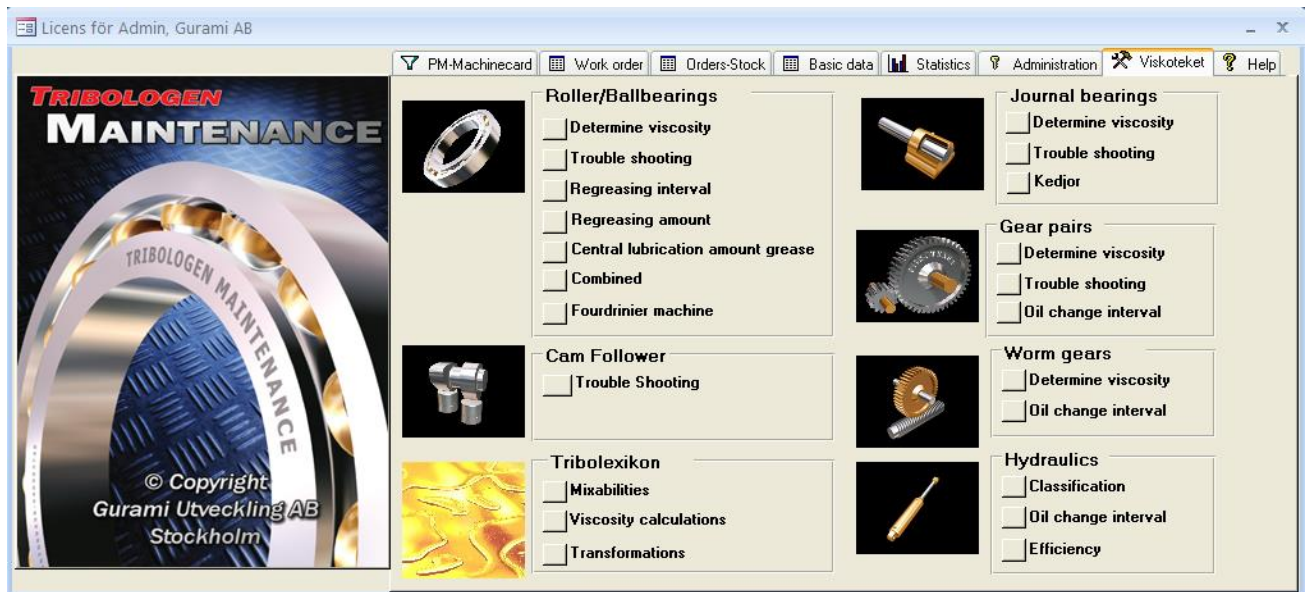 Licens för Admin, Gurami AB
PM-Machinecard Work order Orders-Stock Basic data Statistics Administration Viskoteket Help
TRIBOLOGEN
MAINTENANCE
TRIBOLOGEN MAINTENANCE
© Copyright
Gurami Utveckling AB
Stockholm
Roller/Ballbearings
Determine viscosity
Trouble shooting
Regreasing interval
Regreasing amount
Central lubrication amount grease
Combined
Fourdrinier machine
Cam Follower
Trouble Shooting
Tribolexikon
Mixabilities
Viscosity calculations
Transformations
Journal bearings
Determine viscosity
Trouble shooting
Kedjor
Gear pairs
Determine viscosity
Trouble shooting
Oil change interval
Worm gears
Determine viscosity
Oil change interval
Hydraulics
Classification
Oil change interval
Efficiency